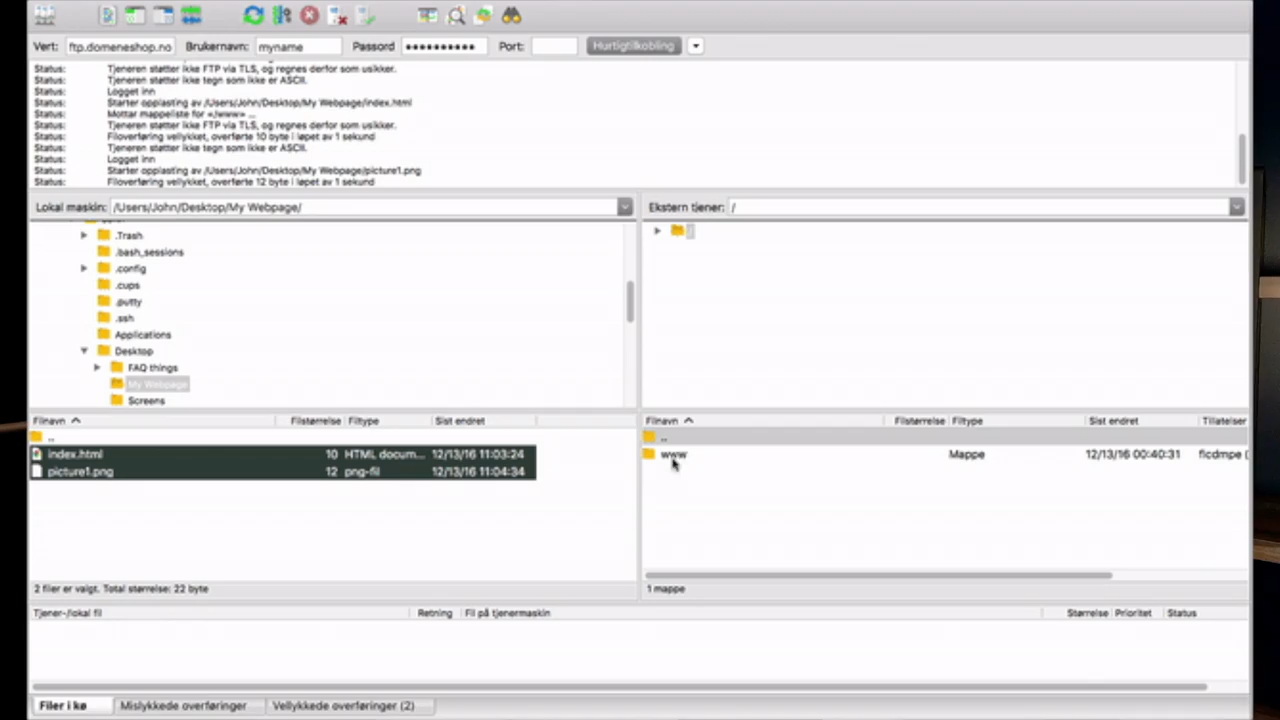 Vert: ftp.domeneshop.no Brukernavn: myname Passord ●●●●●●●●●● Port: Hurtigtilkobling
Status: Tjeneren støtter ikke FTP via TLS, og regnes derfor som usikker.
Status: Tjeneren støtter ikke tegn som ikke er ASCII.
Status: Logget inn
Status: Starter opplasting av /Users/John/Desktop/My Webpage/index.html
Status: Mottar mappeliste for «/www» ...
Status: Tjeneren støtter ikke FTP via TLS, og regnes derfor som usikker.
Status: Filoverføring vellykket, overførte 10 byte i løpet av 1 sekund
Status: Tjeneren støtter ikke tegn som ikke er ASCII.
Status: Logget inn
Status: Starter opplasting av /Users/John/Desktop/My Webpage/picture1.png
Status: Filoverføring vellykket, overførte 12 byte i løpet av 1 sekund
Lokal maskin: /Users/John/Desktop/My Webpage/
.Trash
.bash_sessions
.config
.cups
.putty
.ssh
Applications
Desktop
FAQ things
My Webpage
Screens
Filnavn Filstørrelse Filtype Sist endret
..
index.html 10 HTML docum... 12/13/16 11:03:24
picture1.png 12 png-fil 12/13/16 11:04:34
2 filer er valgt. Total størrelse: 22 byte
Ekstern tjener: /
/
Filnavn Filstørrelse Filtype Sist endret Tillatelser
..
www Mappe 12/13/16 00:40:31 flcdmpe (
1 mappe
Tjener-/lokal fil Retning Fil på tjenermaskin Størrelse Prioritet Status
Filer i kø Mislykkede overføringer Vellykkede overføringer (2)